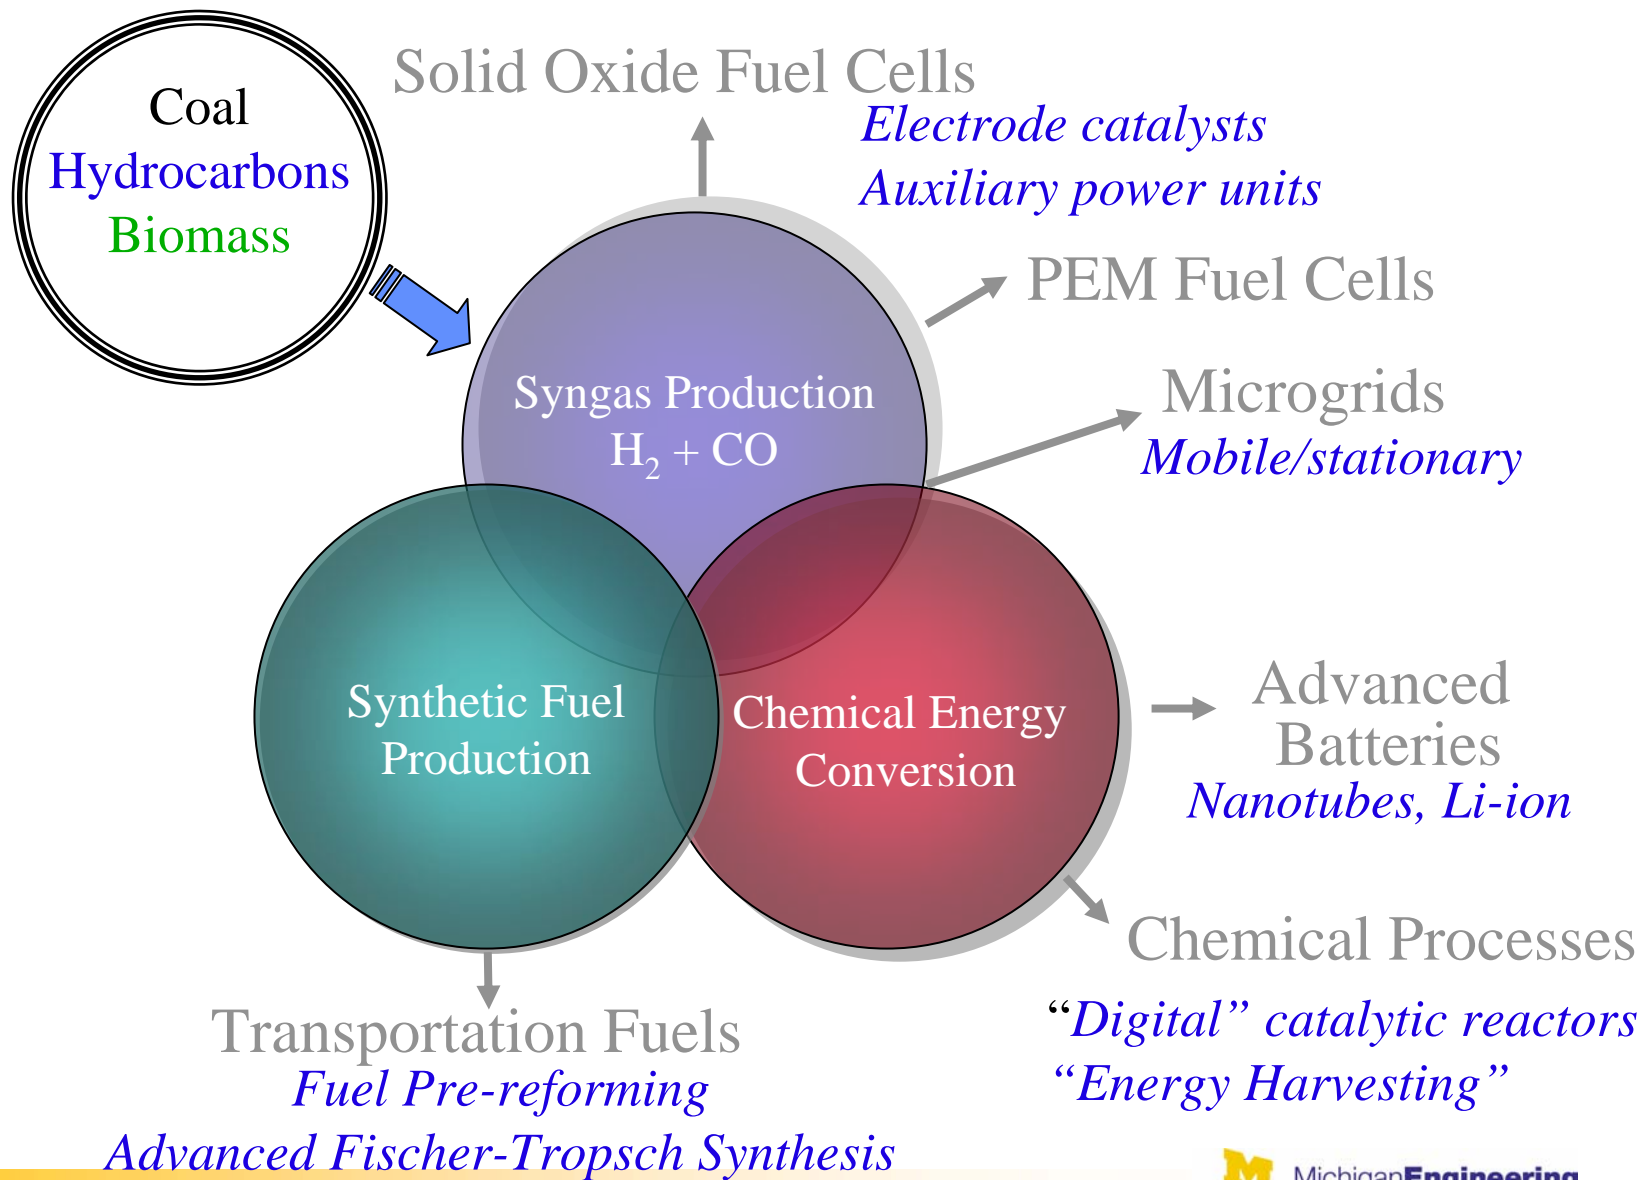 Coal
Hydrocarbons
Biomass
Solid Oxide Fuel Cells
Electrode catalysts
Auxiliary power units
PEM Fuel Cells
Microgrids
Mobile/stationary
Syngas Production
H₂ + CO
Synthetic Fuel
Production
Chemical Energy
Conversion
Advanced
Batteries
Nanotubes, Li-ion
Chemical Processes
“Digital” catalytic reactors
“Energy Harvesting”
Transportation Fuels
Fuel Pre-reforming
Advanced Fischer-Tropsch Synthesis
M MichiganEngineering